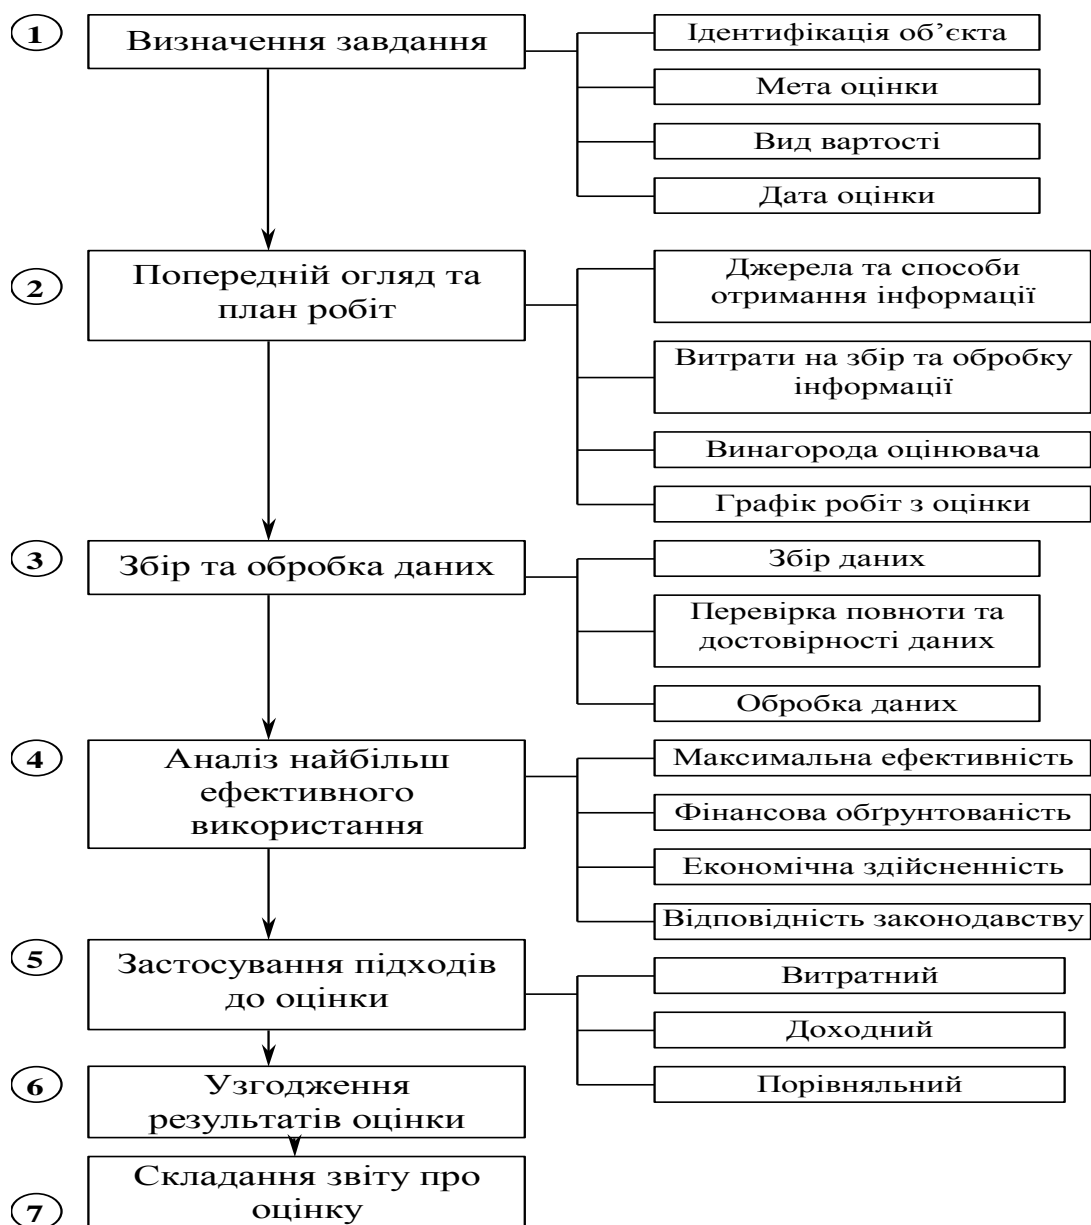 1
Визначення завдання
Ідентифікація об’єкта
Мета оцінки
Вид вартості
Дата оцінки
2
Попередній огляд та
план робіт
Джерела та способи
отримання інформації
Витрати на збір та обробку
інформації
Винагорода оцінювача
Графік робіт з оцінки
3
Збір та обробка даних
Збір даних
Перевірка повноти та
достовірності даних
Обробка даних
4
Аналіз найбільш
ефективного
використання
Максимальна ефективність
Фінансова обґрунтованість
Економічна здійсненність
Відповідність законодавству
5
Застосування підходів
до оцінки
Витратний
Доходний
Порівняльний
6
Узгодження
результатів оцінки
7
Складання звіту про
оцінку